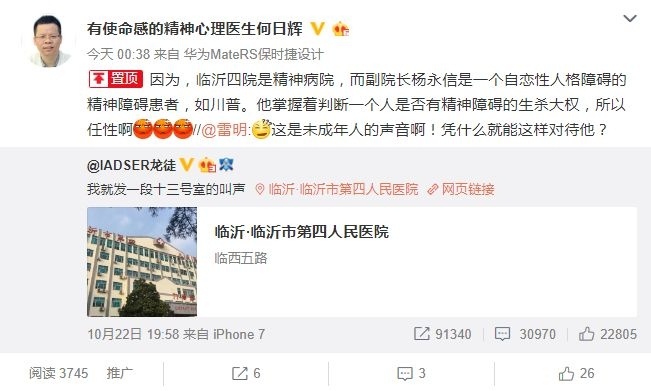 有使命感的精神心理医生何日辉
今天 00:38 来自 华为MateRS保时捷设计
置顶 因为，临沂四院是精神病院，而副院长杨永信是一个自恋性人格障碍的
精神障碍患者，如川普。他掌握着判断一个人是否有精神障碍的生杀大权，所以
任性啊//@雷明:这是未成年人的声音啊！凭什么就能这样对待他？
@IADSER龙徒
我就发一段十三号室的叫声 临沂·临沂市第四人民医院 网页链接
临沂·临沂市第四人民医院
临西五路
10月22日 19:58 来自 iPhone 7 91340 30970 22805
阅读 3745 推广 6 3 26